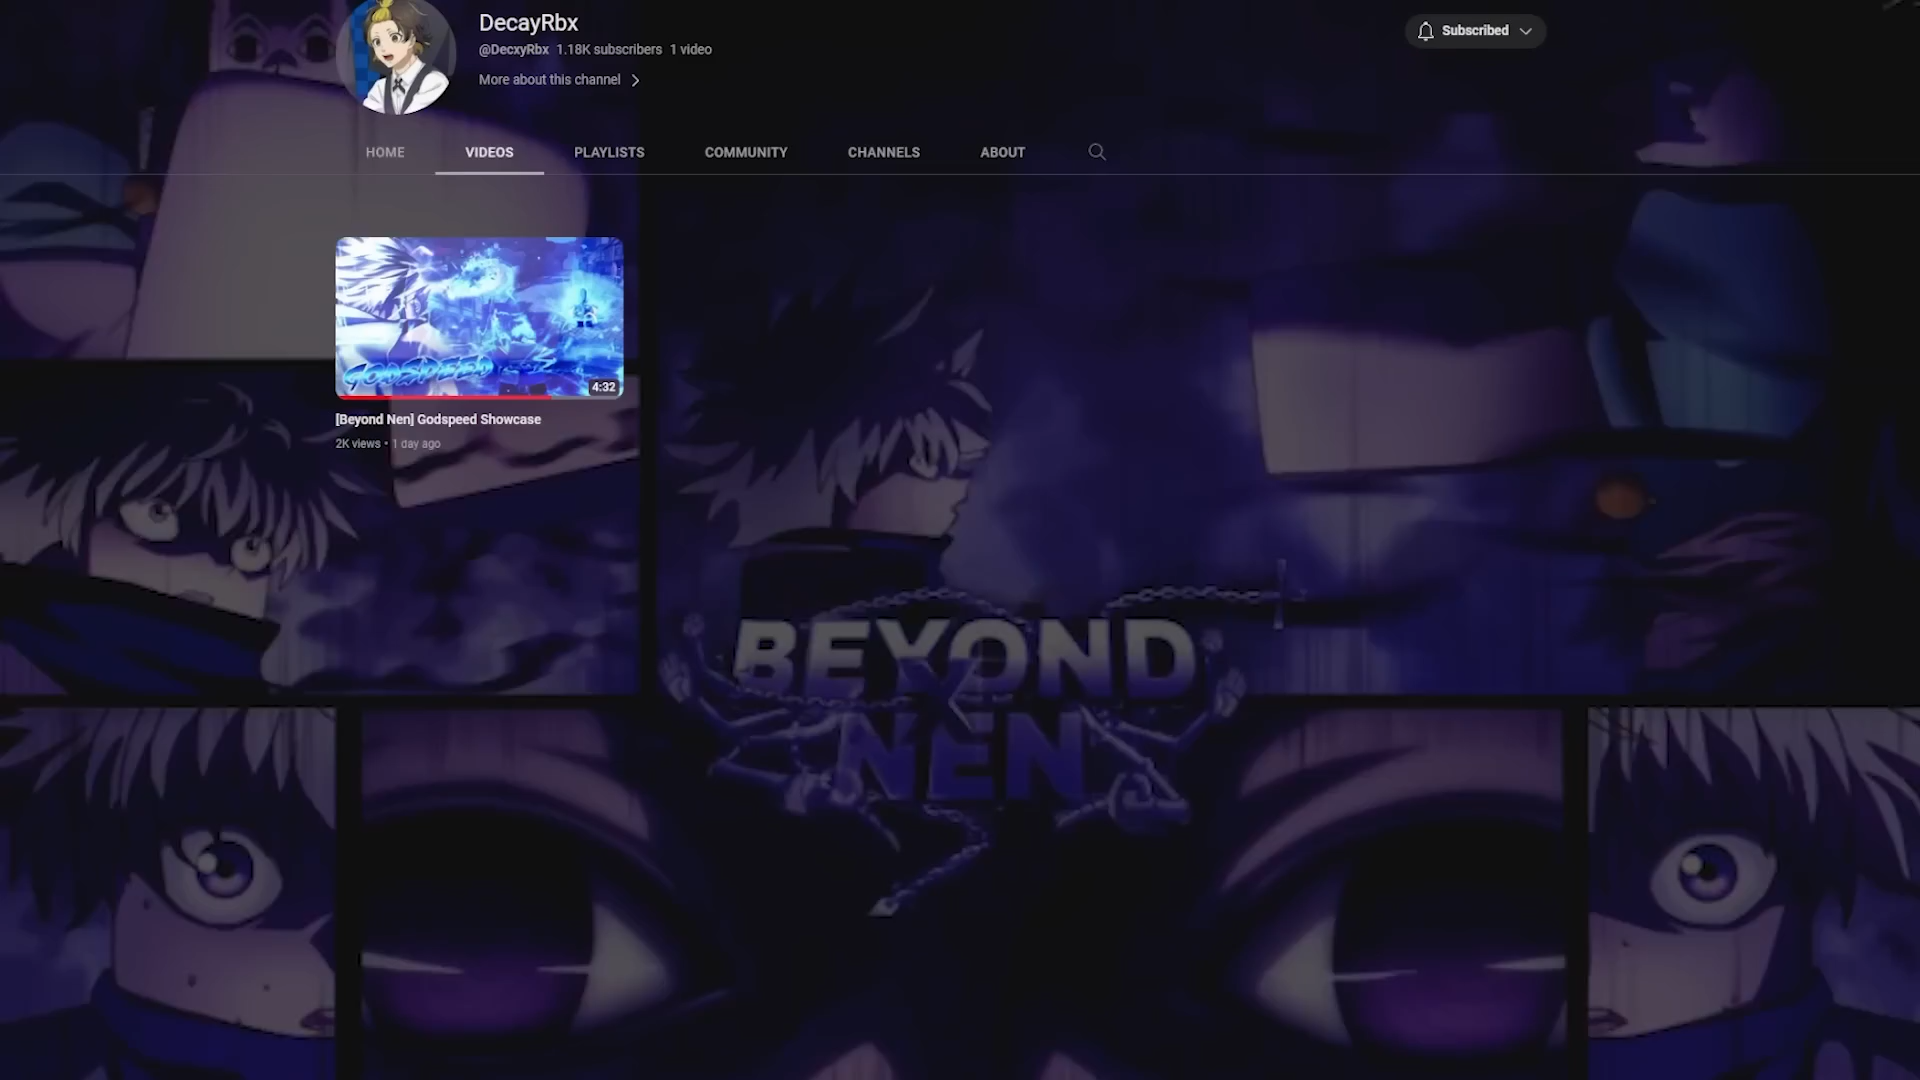 DecayRbx
@DecxyRbx 1.18K subscribers 1 video
More about this channel
Subscribed
HOME VIDEOS PLAYLISTS COMMUNITY CHANNELS ABOUT
GODSPEED
4:32
[Beyond Nen] Godspeed Showcase
2K views • 1 day ago
BEYOND
X
NEN